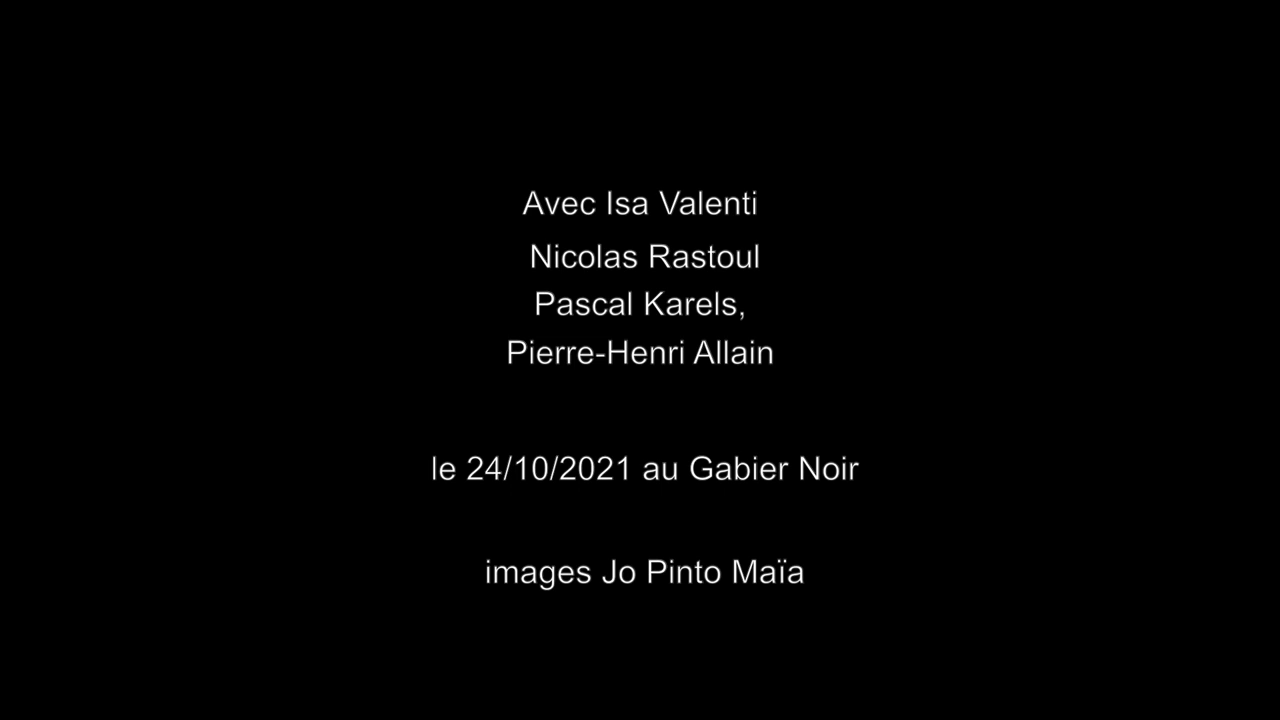 Avec Isa Valenti
Nicolas Rastoul
Pascal Karels,
Pierre-Henri Allain
le 24/10/2021 au Gabier Noir
images Jo Pinto Maïa